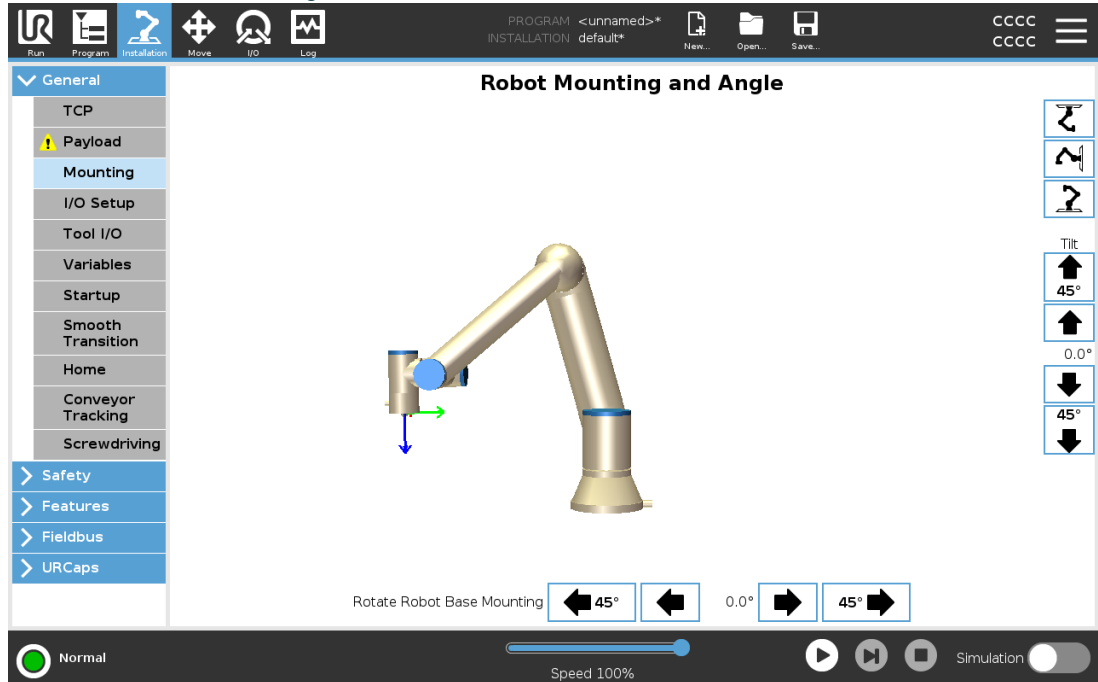 UR
PROGRAM <unnamed>*
INSTALLATION default*
CCCC
CCCC
Run
Program
Installation
Move
I/O
Log
New...
Open...
Save...
General
Robot Mounting and Angle
TCP
Payload
Mounting
I/O Setup
Tool I/O
Variables
Startup
Smooth
Transition
Home
Conveyor
Tracking
Screwdriving
Safety
Features
Fieldbus
URCaps
Tilt
45°
0.0°
45°
Rotate Robot Base Mounting 45° 0.0° 45°
Normal
Speed 100%
Simulation